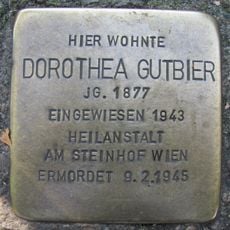 HIER WOHNTE
DOROTHEA GUTBIER
JG. 1877
EINGEWIESEN 1943
HEILANSTALT
AM STEINHOF WIEN
ERMORDET 9.2.1945